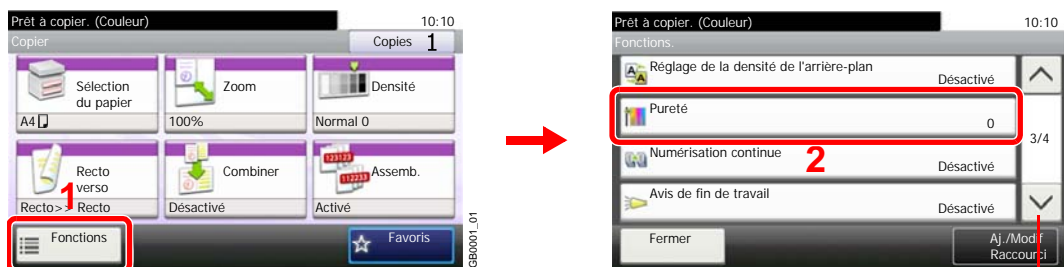 Prêt à copier. (Couleur) 10:10
Copier
Copies 1
Sélection
du papier
A4
Zoom
100%
Densité
Normal 0
Recto
verso
Recto>> Recto
Combiner
Désactivé
123123
112233
Assemb.
Activé
1
Fonctions
Favoris
GB0001_01
Prêt à copier. (Couleur) 10:10
Fonctions.
Réglage de la densité de l'arrière-plan
Désactivé
Pureté
0
3/4
2
Numérisation continue
Désactivé
Avis de fin de travail
Désactivé
Fermer
Aj./Modif
Raccourci